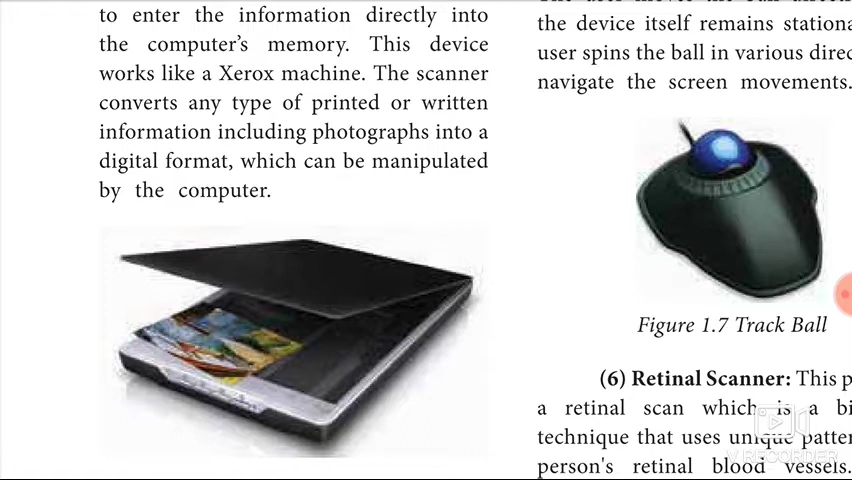 to enter the information directly into
the computer's memory. This device
works like a Xerox machine. The scanner
converts any type of printed or written
information including photographs into a
digital format, which can be manipulated
by the computer.
the device itself remains stationa
user spins the ball in various direc
navigate the screen movements.
Figure 1.7 Track Ball
(6) Retinal Scanner: This p
a retinal scan which is a bi
technique that uses unique patter
person's retinal blood vessels.
V RECORDER